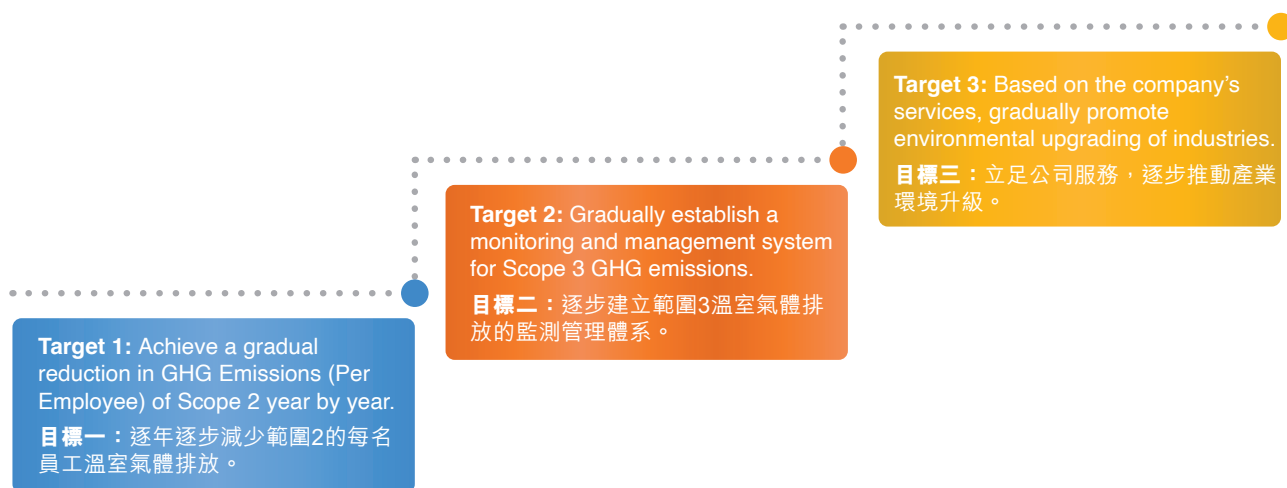 Target 1: Achieve a gradual
reduction in GHG Emissions (Per
Employee) of Scope 2 year by year.
目標一：逐年逐步減少範圍2的每名
員工溫室氣體排放。
Target 2: Gradually establish a
monitoring and management system
for Scope 3 GHG emissions.
目標二：逐步建立範圍3溫室氣體排
放的監測管理體系。
Target 3: Based on the company’s
services, gradually promote
environmental upgrading of industries.
目標三：立足公司服務，逐步推動產業
環境升級。